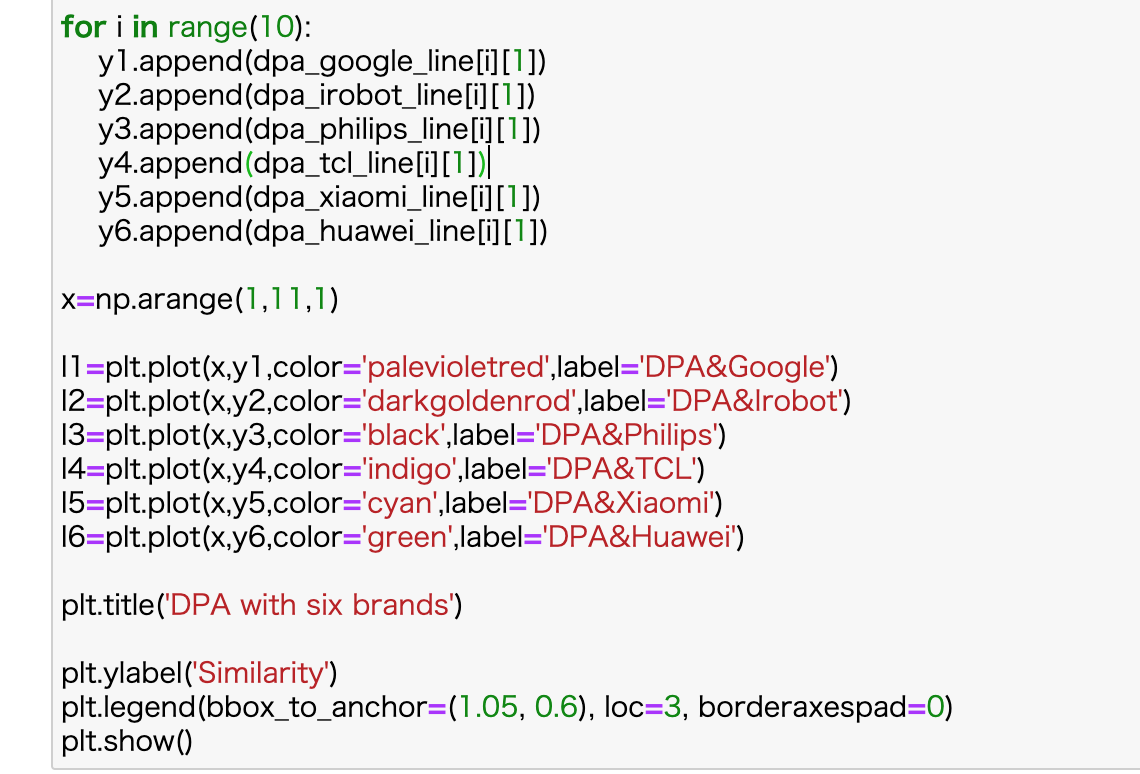 for i in range(10):
    y1.append(dpa_google_line[i][1])
    y2.append(dpa_irobot_line[i][1])
    y3.append(dpa_philips_line[i][1])
    y4.append(dpa_tcl_line[i][1])
    y5.append(dpa_xiaomi_line[i][1])
    y6.append(dpa_huawei_line[i][1])
x=np.arange(1,11,1)
l1=plt.plot(x,y1,color='palevioletred',label='DPA&Google')
l2=plt.plot(x,y2,color='darkgoldenrod',label='DPA&Irobot')
l3=plt.plot(x,y3,color='black',label='DPA&Philips')
l4=plt.plot(x,y4,color='indigo',label='DPA&TCL')
l5=plt.plot(x,y5,color='cyan',label='DPA&Xiaomi')
l6=plt.plot(x,y6,color='green',label='DPA&Huawei')
plt.title('DPA with six brands')
plt.ylabel('Similarity')
plt.legend(bbox_to_anchor=(1.05, 0.6), loc=3, borderaxespad=0)
plt.show()